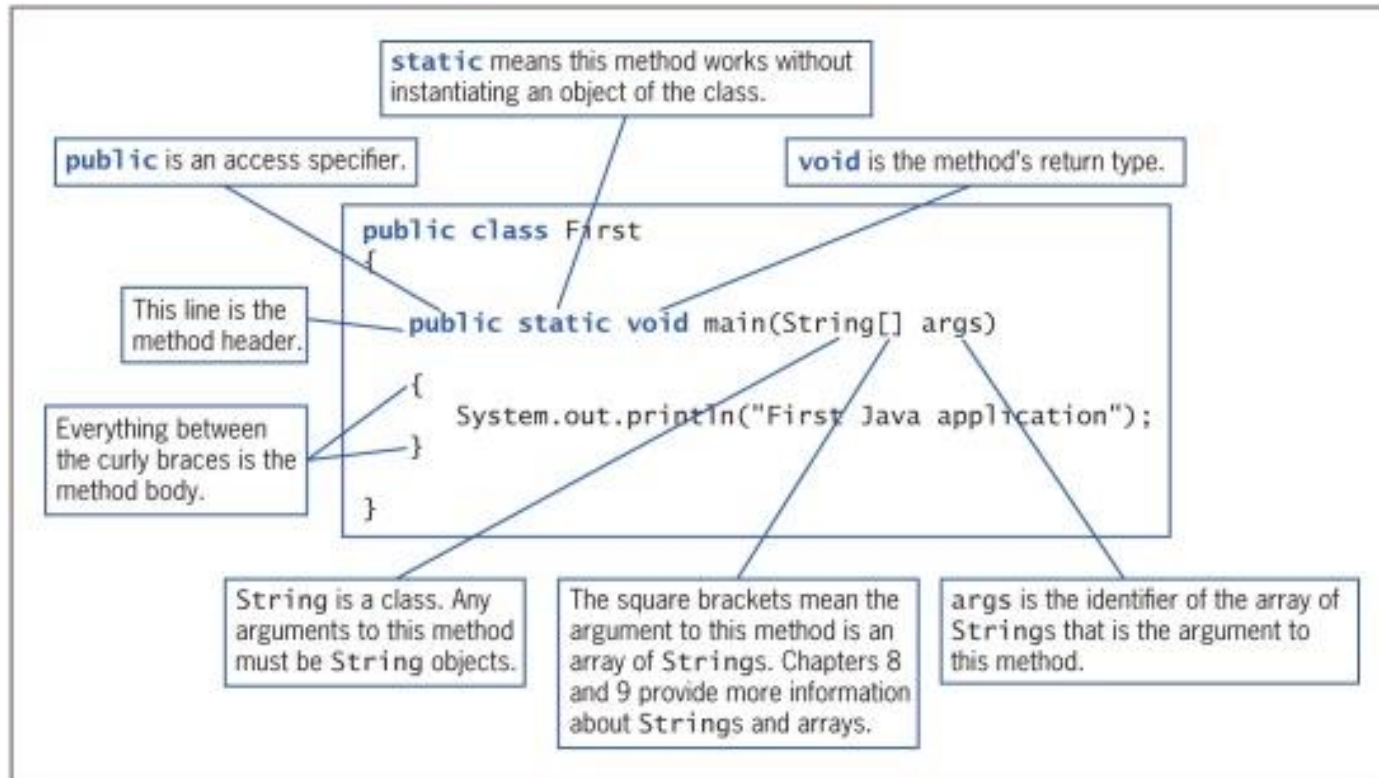 static means this method works without
instantiating an object of the class.
public is an access specifier.
void is the method's return type.
public class First
{
This line is the
method header.
public static void main(String[] args)
{
System.out.println("First Java application");
}
Everything between
the curly braces is the
method body.
}
String is a class. Any
arguments to this method
must be String objects.
The square brackets mean the
argument to this method is an
array of Strings. Chapters 8
and 9 provide more information
about Strings and arrays.
args is the identifier of the array of
Strings that is the argument to
this method.